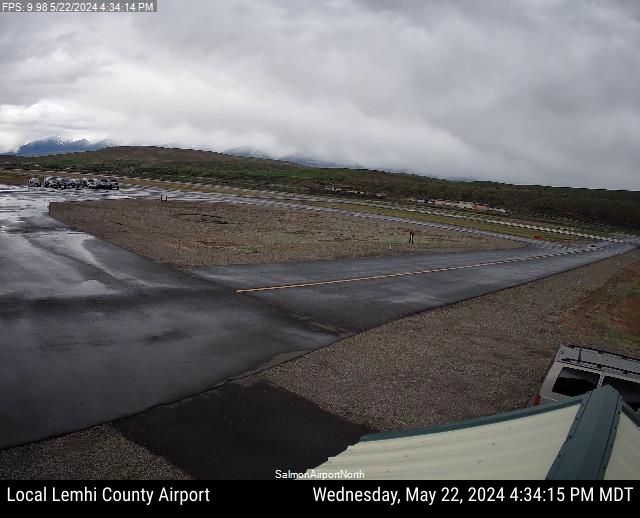 FPS: 9.98 5/22/2024 4:34:14 PM
SalmonAirportNorth
Local Lemhi County Airport Wednesday, May 22, 2024 4:34:15 PM MDT